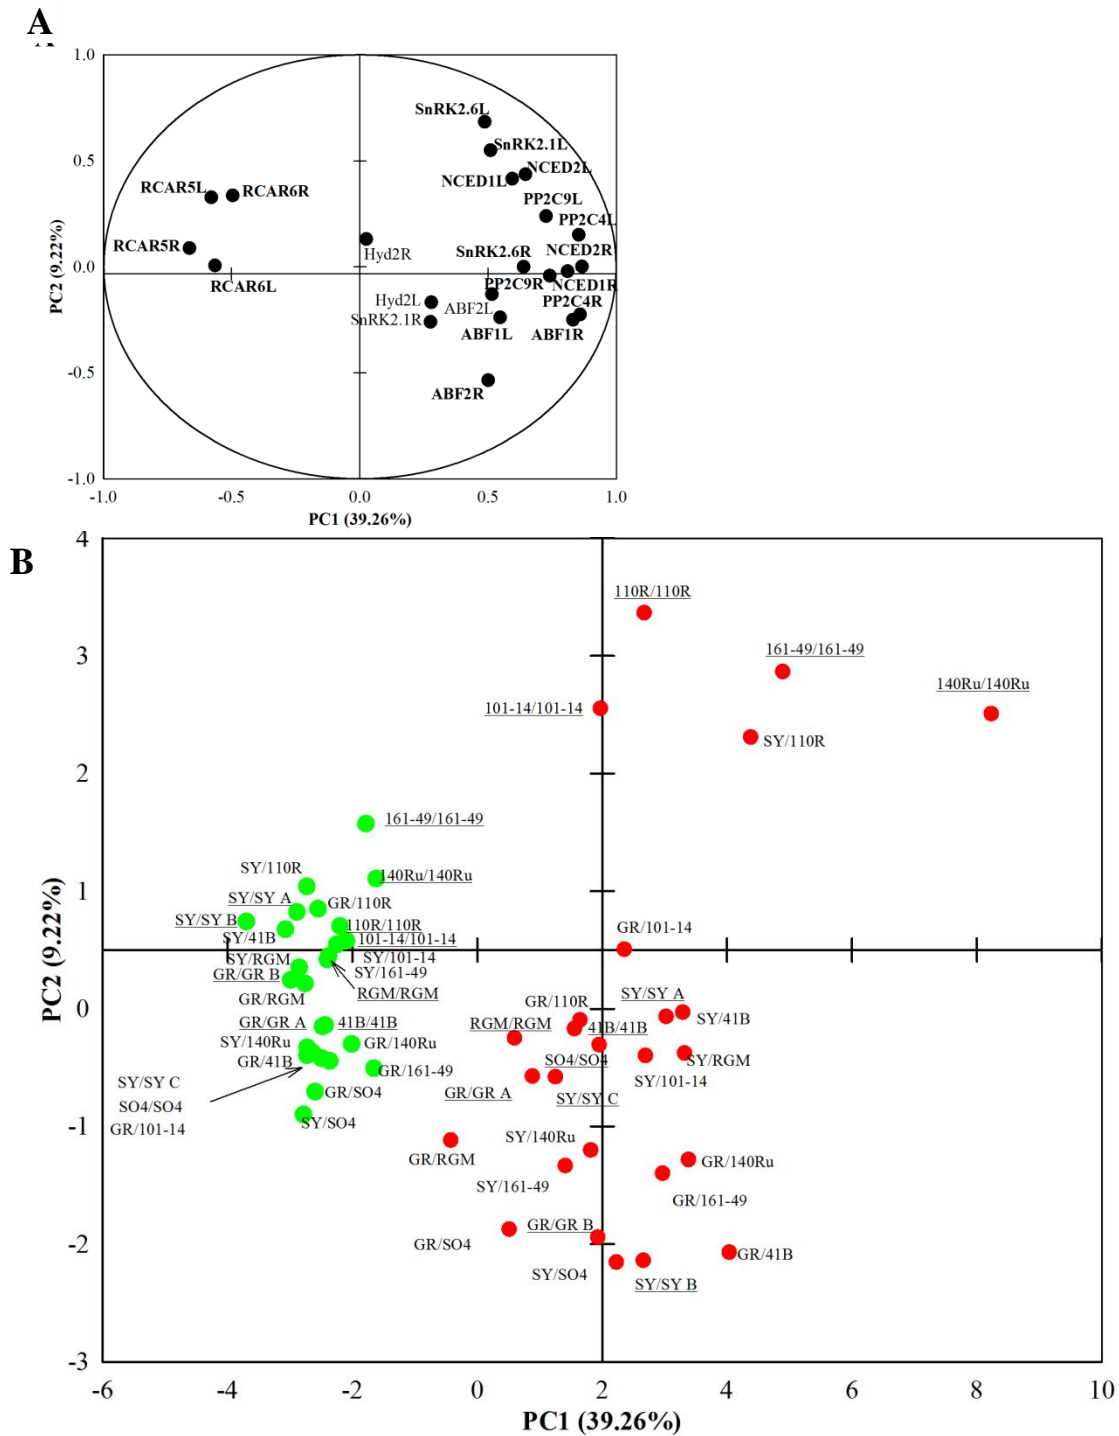 A
1.0
SnRK2.6L
0.5
SnRK2.1L
NCED2L
NCED1L
RCAR5L
RCAR6R
PP2C9L
PP2C4L
RCAR5R
Hyd2R
SnRK2.6R
NCED2R
0.0
PC2 (9.22%)
RCAR6L
PP2C9R
NCED1R
Hyd2L
ABF2L
PP2C4R
SnRK2.1R
ABF1L
ABF1R
-0.5
ABF2R
-1.0
-1.0
-0.5
0.0
0.5
1.0
PC1 (39.26%)
B
4
110R/110R
3
161-49/161-49
140Ru/140Ru
101-14/101-14
SY/110R
2
161-49/161-49
SY/110R
140Ru/140Ru
1
SY/SY A
GR/110R
SY/SY B
110R/110R
GR/101-14
SY/41B
101-14/101-14
SY/RGM
SY/101-14
GR/GR B
SY/161-49
GR/RGM
RGM/RGM
PC2 (9.22%)
0
GR/110R
SY/SY A
SY/41B
GR/GR A
41B/41B
RGM/RGM
41B/41B
SY/140Ru
GR/140Ru
SO4/SO4
SY/RGM
GR/41B
GR/161-49
SY/101-14
SY/SY C
GR/SO4
GR/GR A
SY/SY C
SO4/SO4
GR/101-14
SY/SO4
-1
SY/140Ru
GR/RGM
GR/140Ru
SY/161-49
GR/161-49
GR/GR B
GR/SO4
-2
GR/41B
SY/SO4
SY/SY B
-3
-6
-4
-2
0
2
4
6
8
10
PC1 (39.26%)